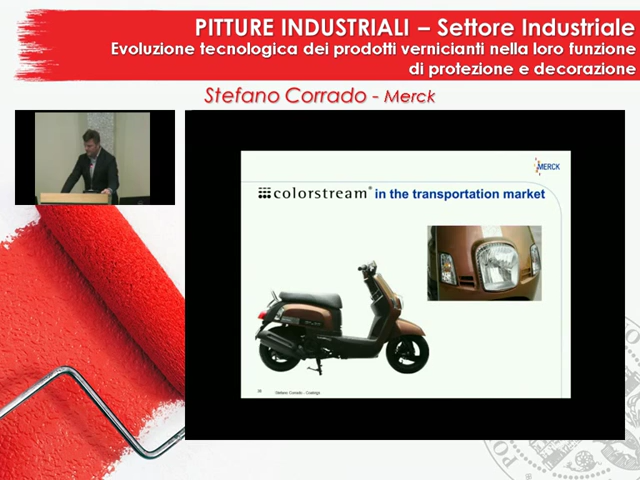 PITTURE INDUSTRIALI – Settore Industriale
Evoluzione tecnologica dei prodotti vernicianti nella loro funzione
di protezione e decorazione
Stefano Corrado - Merck
MERCK
colorstream® in the transportation market
Stefano Corrado - Coatings